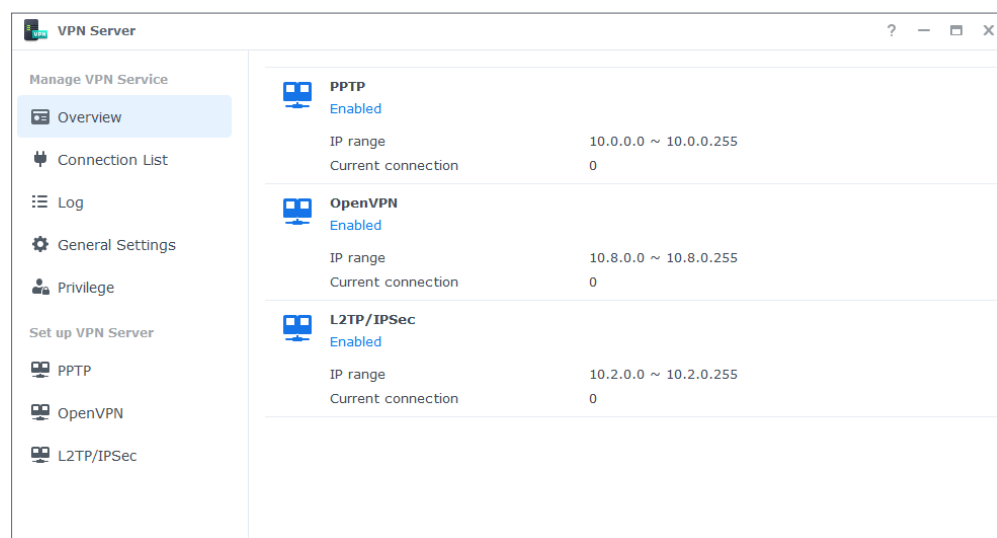 VPN Server
?
Manage VPN Service
Overview
Connection List
Log
General Settings
Privilege
Set up VPN Server
PPTP
OpenVPN
L2TP/IPSec
PPTP
Enabled
IP range 10.0.0.0 ~ 10.0.0.255
Current connection 0
OpenVPN
Enabled
IP range 10.8.0.0 ~ 10.8.0.255
Current connection 0
L2TP/IPSec
Enabled
IP range 10.2.0.0 ~ 10.2.0.255
Current connection 0